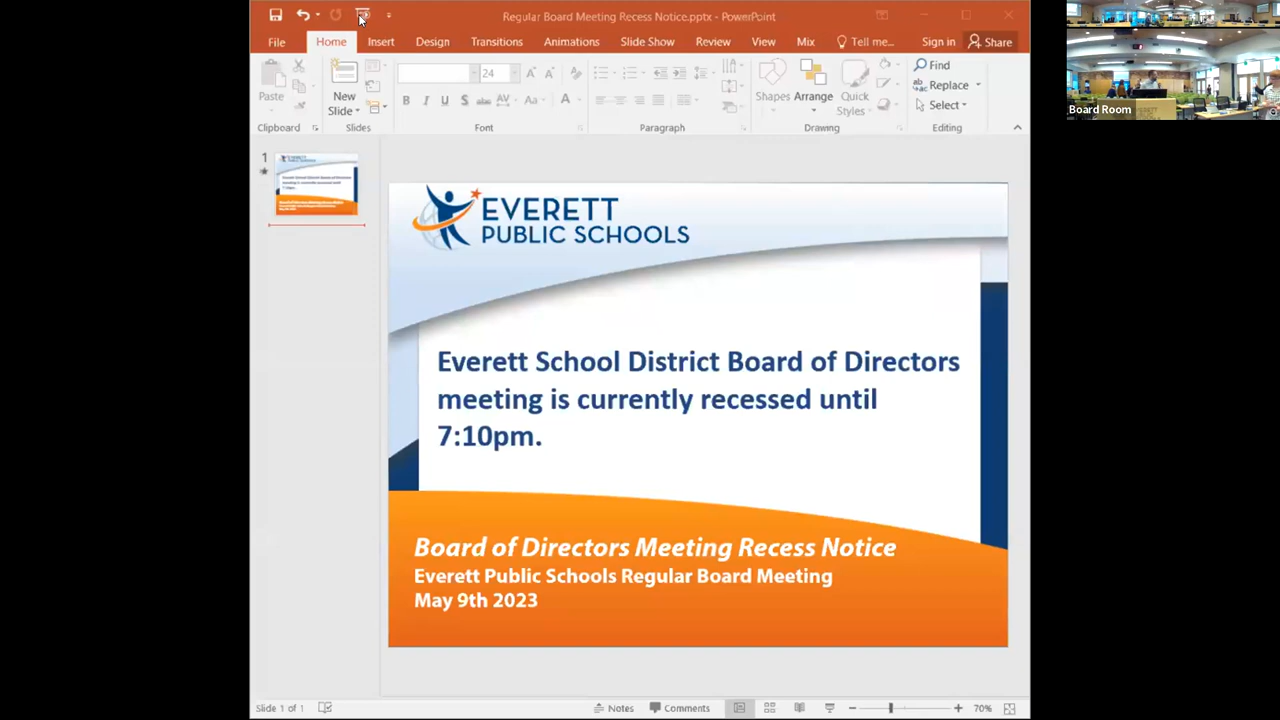 Regular Board Meeting Recess Notice.pptx - PowerPoint
File Home Insert Design Transitions Animations Slide Show Review View Mix Tell me... Sign in Share
Paste
New
Slide
24
B I U S abc AV Aa A
Shapes Arrange Quick
Styles
Find
Replace
Select
Clipboard Slides Font Paragraph Drawing Editing
Board Room
1
EVERETT
PUBLIC SCHOOLS
Everett School District Board of Directors
meeting is currently recessed until
7:10pm.
Board of Directors Meeting Recess Notice
Everett Public Schools Regular Board Meeting
May 9th 2023
Slide 1 of 1 Notes Comments 70%